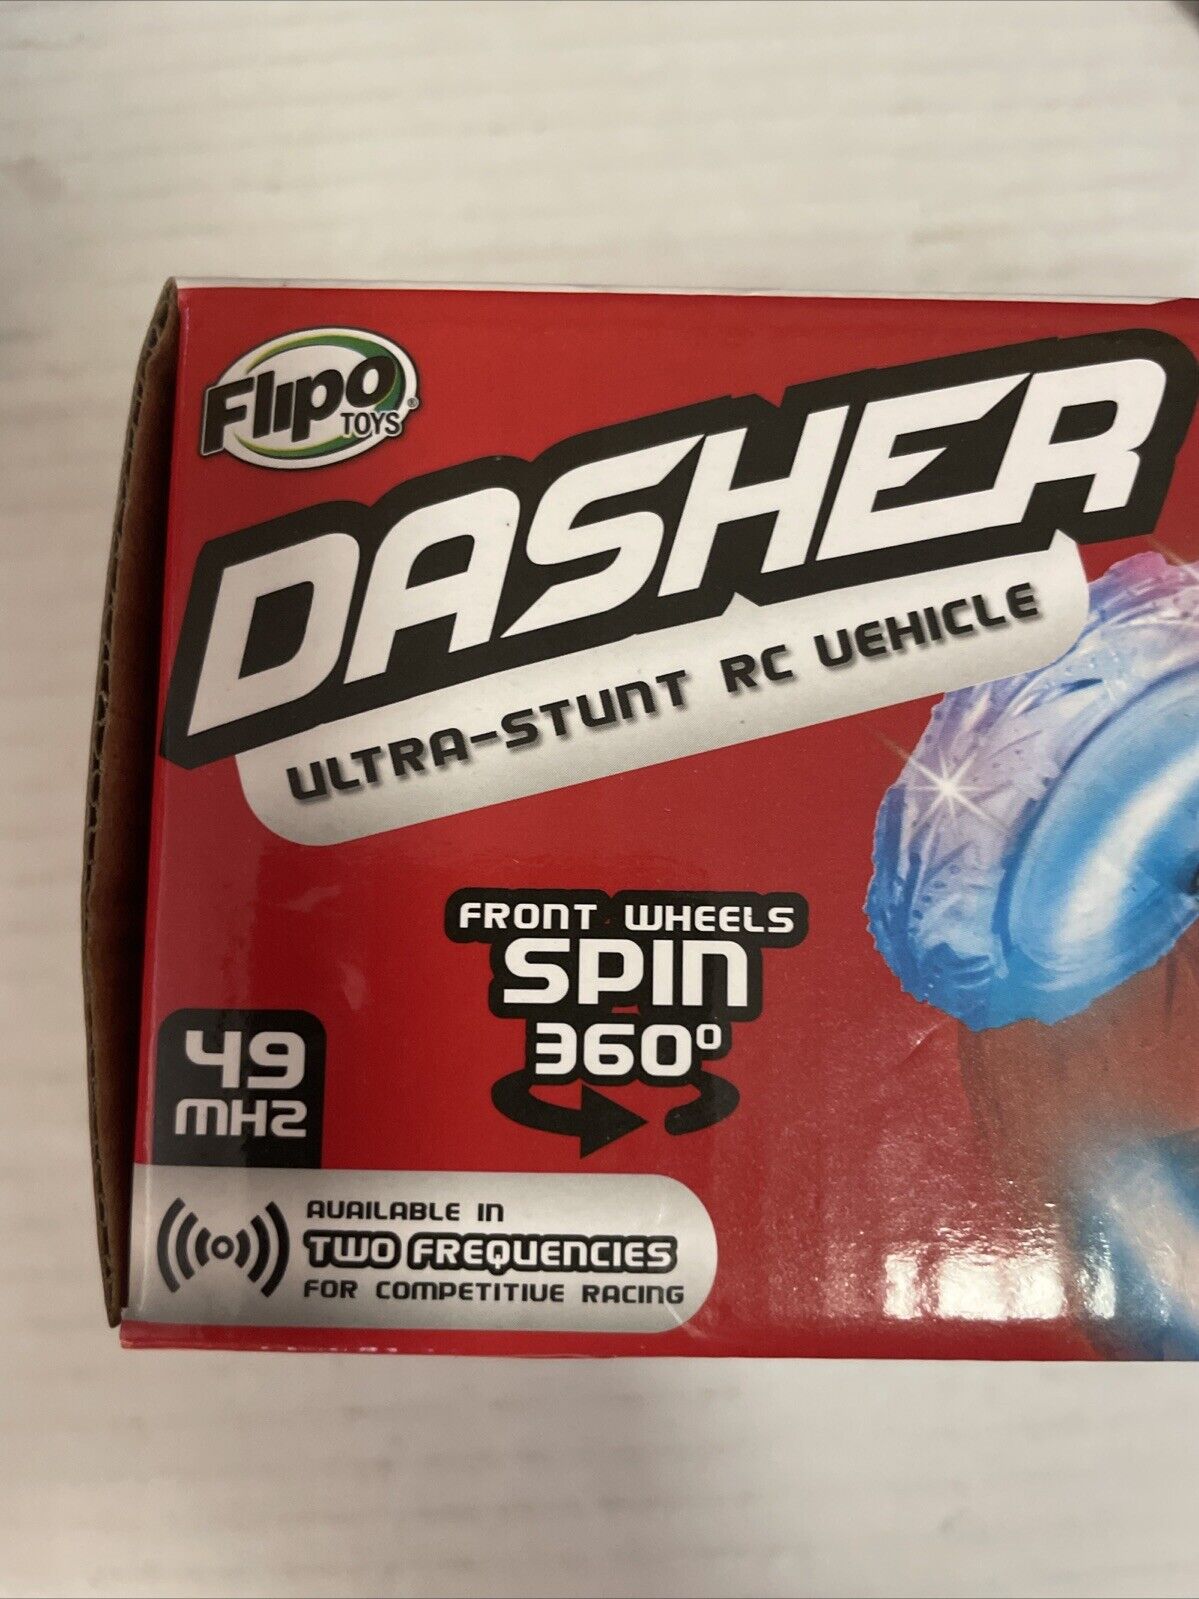 Flipo
TOYS®
DASHER
ULTRA-STUNT RC VEHICLE
FRONT WHEELS
SPIN
360º
49
MHZ
AVAILABLE IN
TWO FREQUENCIES
FOR COMPETITIVE RACING